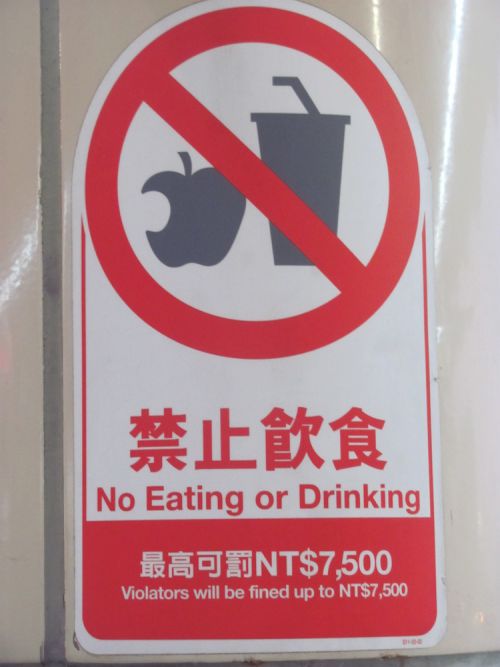 禁止飲食
No Eating or Drinking
最高可罰NT$7,500
Violators will be fined up to NT$7,500